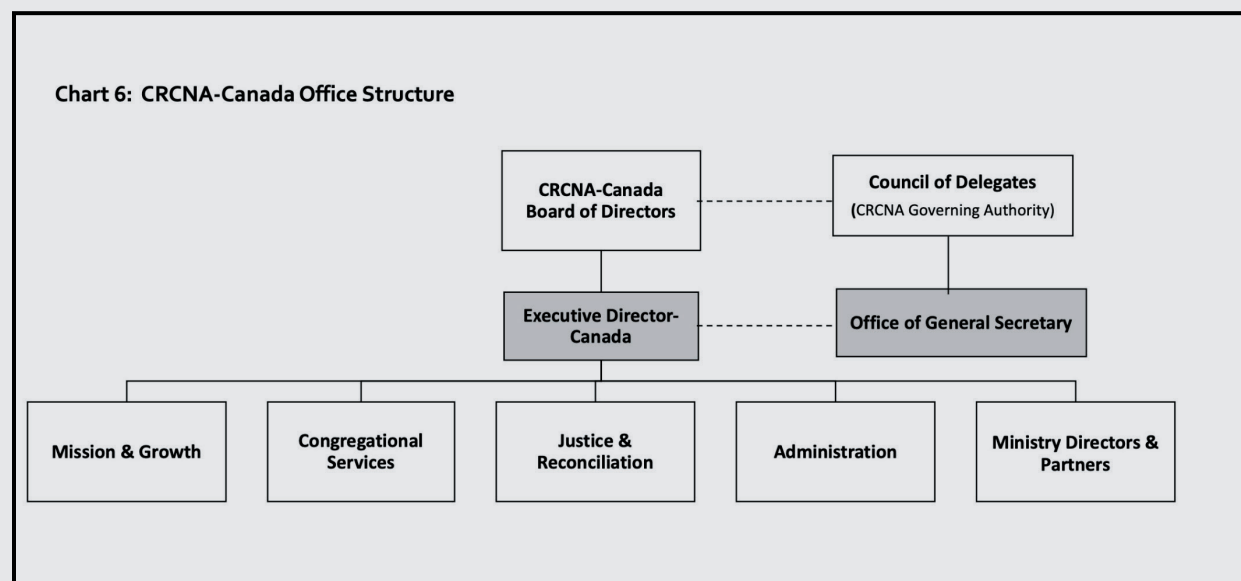 Chart 6: CRCNA-Canada Office Structure
CRCNA-Canada
Board of Directors
Council of Delegates
(CRCNA Governing Authority)
Executive Director-
Canada
Office of General Secretary
Mission & Growth
Congregational
Services
Justice &
Reconciliation
Administration
Ministry Directors &
Partners